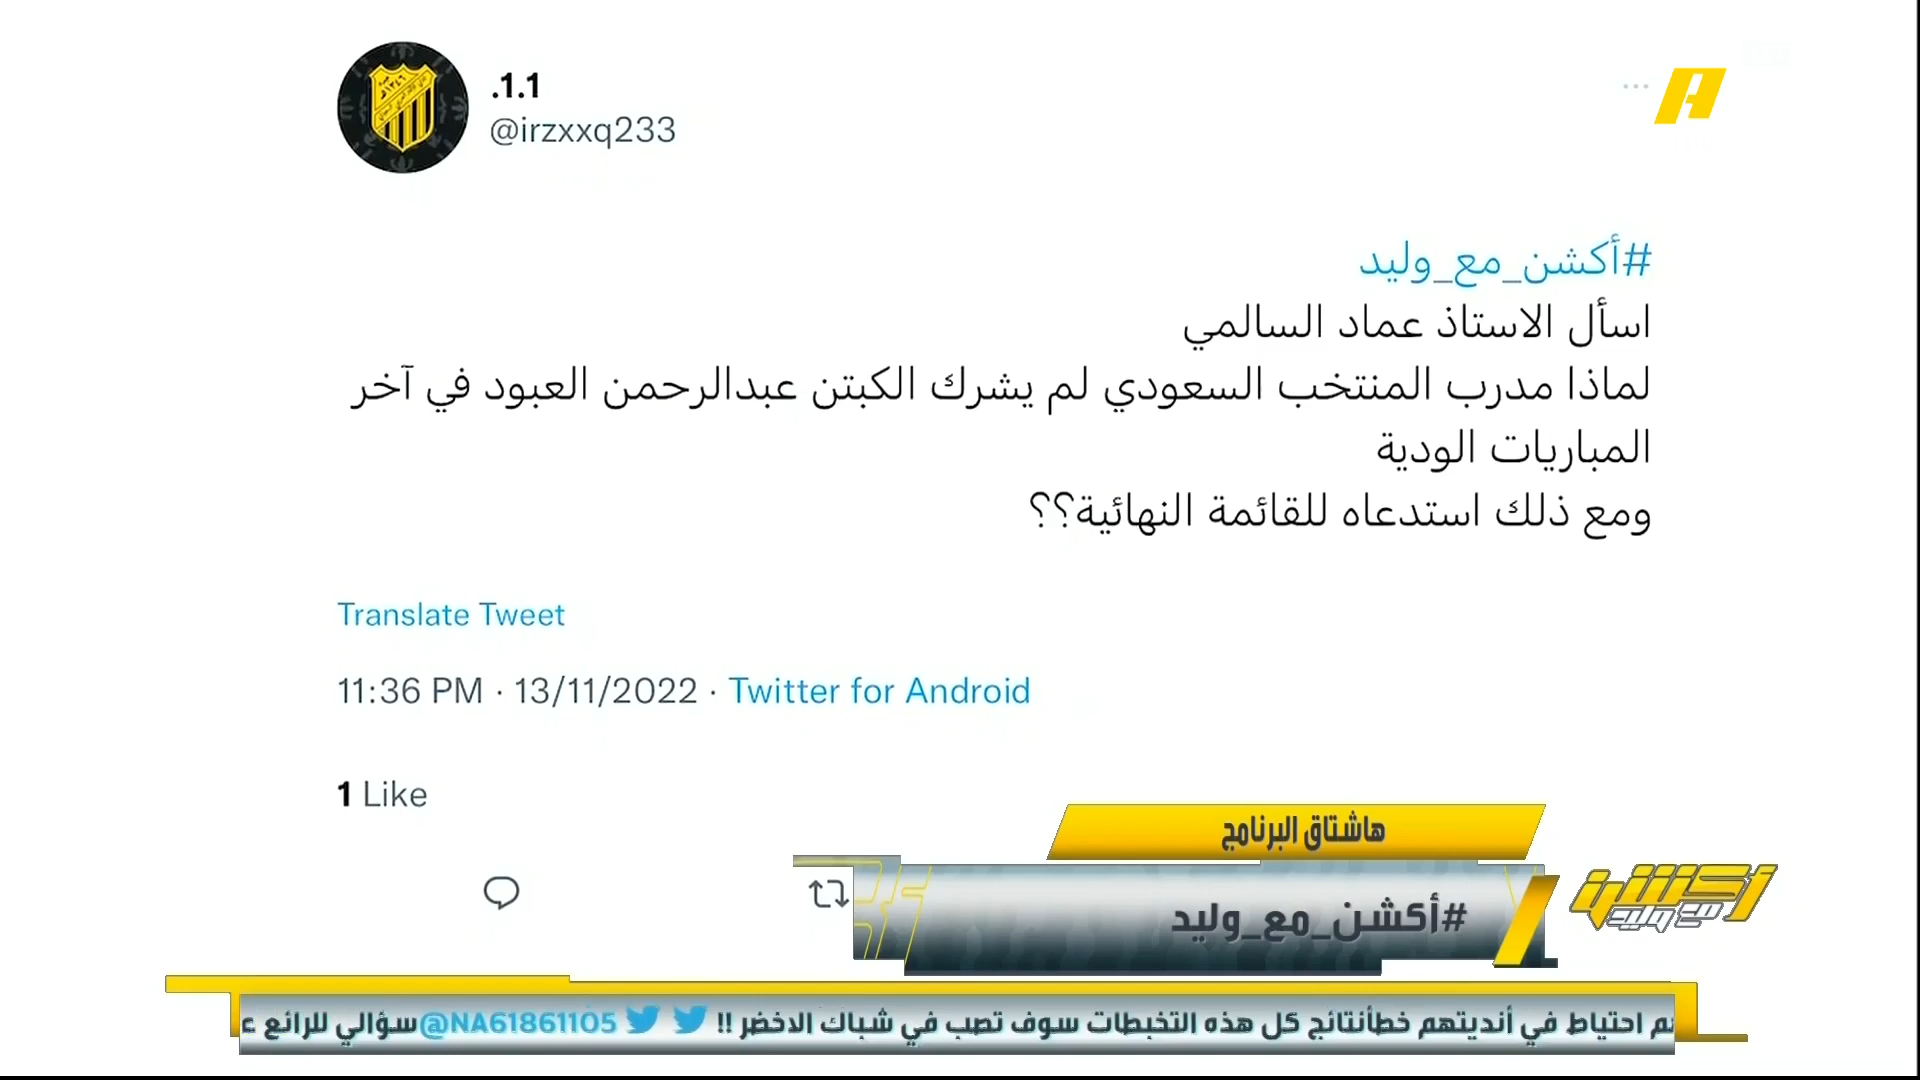 .1.1
@irzxxq233
#أكشن_مع_وليد
اسأل الاستاذ عماد السالمي
لماذا مدرب المنتخب السعودي لم يشرك الكبتن عبدالرحمن العبود في آخر
المباريات الودية
ومع ذلك استدعاه للقائمة النهائية؟؟
Translate Tweet
11:36 PM · 13/11/2022 · Twitter for Android
1 Like
هاشتاق البرنامج
#أكشن_مع_وليد
أكشن
مع وليد
احتياط في أنديتهم خطأنتائج كل هذه التخبطات سوف تصب في شباك الاخضر !! @NA61861105سؤالي للرائع